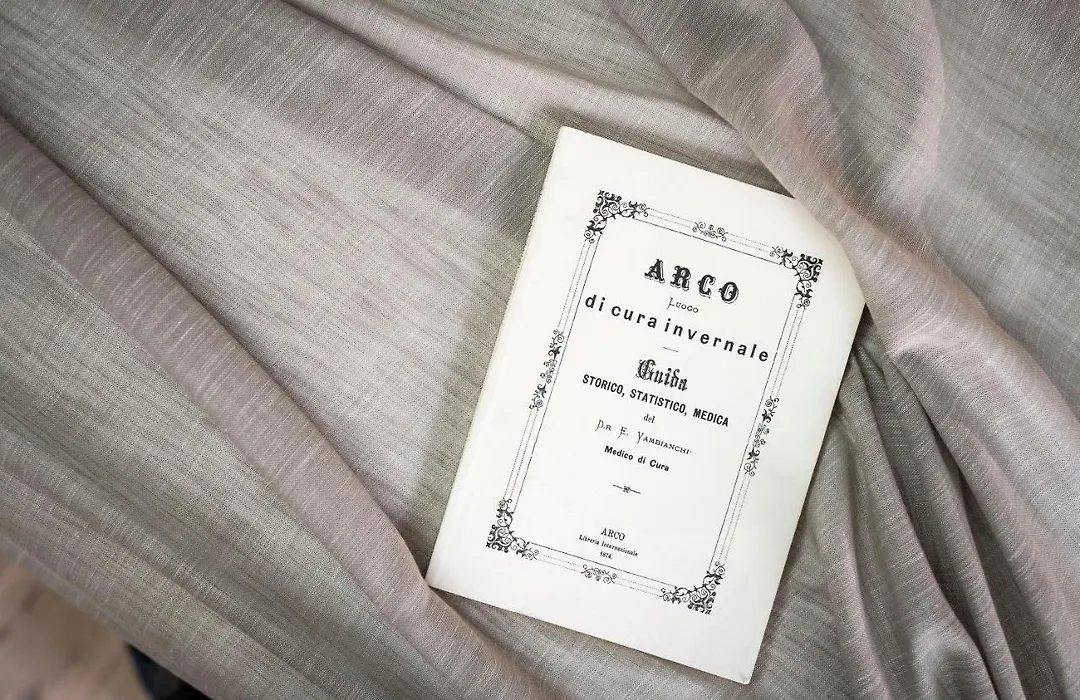 ARCO
LUOGO
di cura invernale
Guida
STORICO, STATISTICO, MEDICA
del
D.R E. VAMBIANCHI
Medico di Cura
ARCO
Libreria Internazionale
1874.